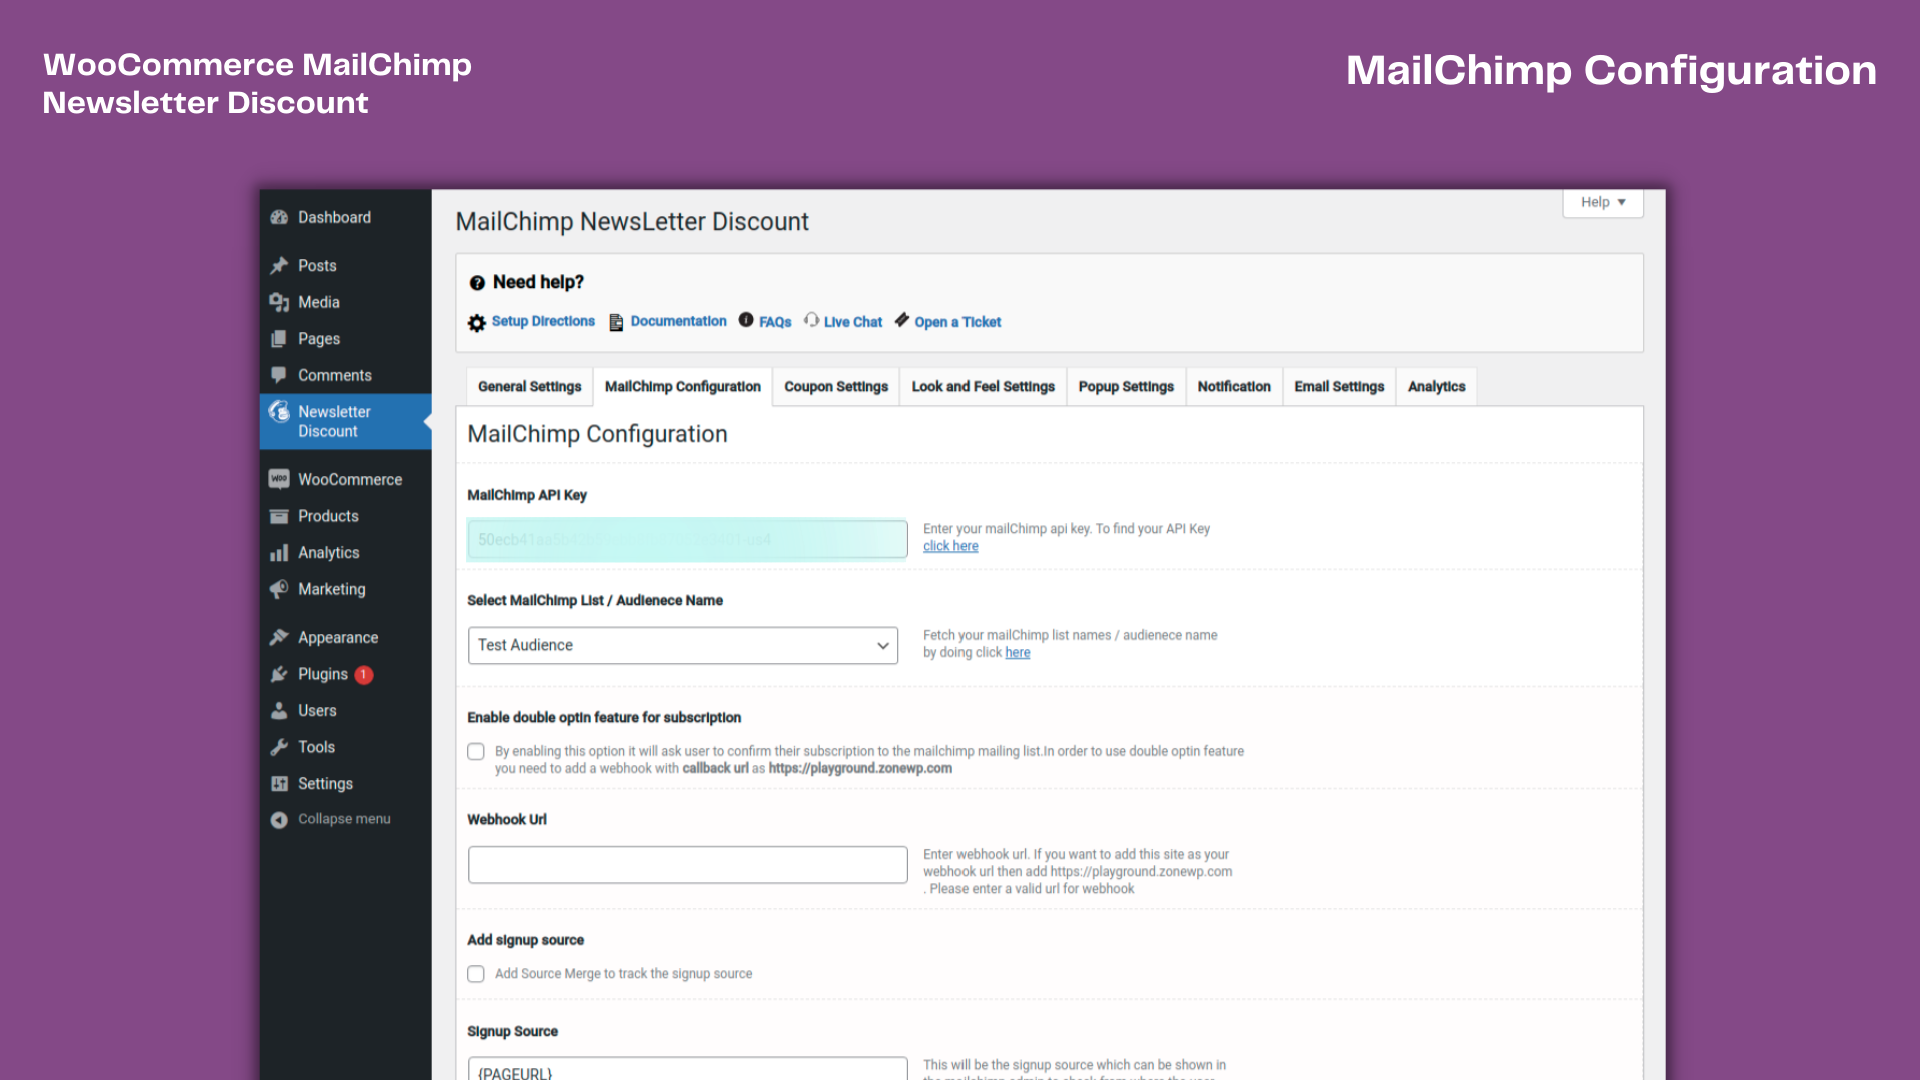 WooCommerce MailChimp
Newsletter Discount
MailChimp Configuration
Dashboard
Posts
Media
Pages
Comments
Newsletter
Discount
WooCommerce
Products
Analytics
Marketing
Appearance
Plugins 1
Users
Tools
Settings
Collapse menu
Help
MailChimp NewsLetter Discount
Need help?
Setup Directions Documentation FAQs Live Chat Open a Ticket
General Settings MailChimp Configuration Coupon Settings Look and Feel Settings Popup Settings Notification Email Settings Analytics
MailChimp Configuration
MailChimp API Key
Enter your mailChimp api key. To find your API Key
click here
Select MailChimp List / Audienece Name
Test Audience
Fetch your mailChimp list names / audienece name
by doing click here
Enable double optin feature for subscription
By enabling this option it will ask user to confirm their subscription to the mailchimp mailing list.In order to use double optin feature
you need to add a webhook with callback url as https://playground.zonewp.com
Webhook Url
Enter webhook url. If you want to add this site as your
webhook url then add https://playground.zonewp.com
. Please enter a valid url for webhook
Add signup source
Add Source Merge to track the signup source
Signup Source
{PAGEURL}
This will be the signup source which can be shown in